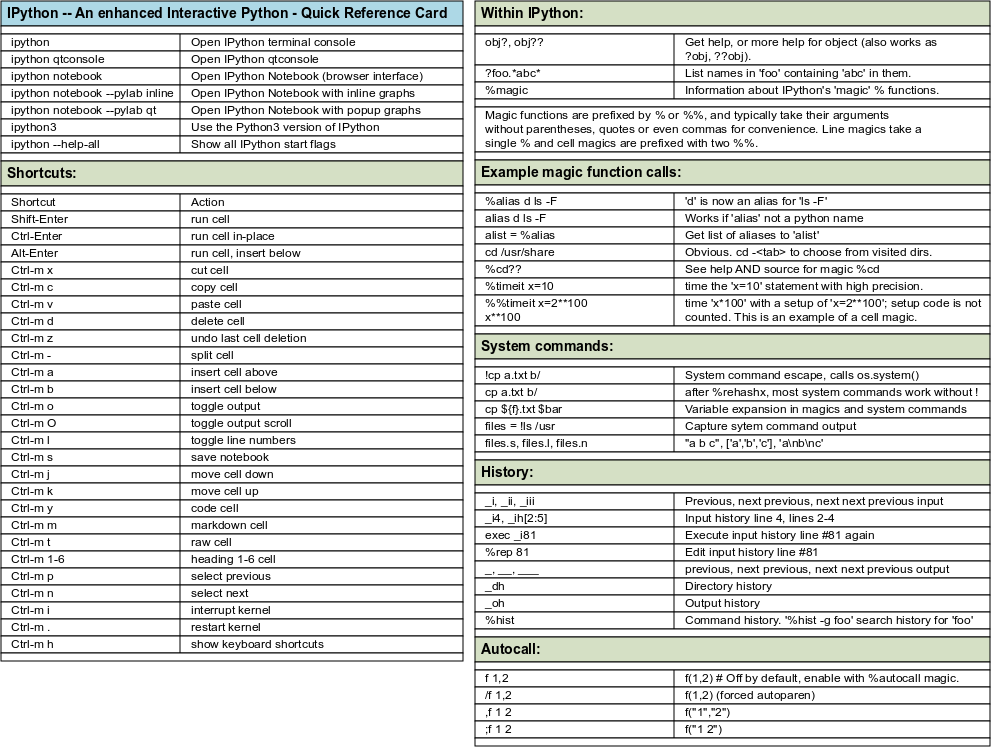 IPython -- An enhanced Interactive Python - Quick Reference Card
ipython Open IPython terminal console
ipython qtconsole Open IPython qtconsole
ipython notebook Open IPython Notebook (browser interface)
ipython notebook --pylab inline Open IPython Notebook with inline graphs
ipython notebook --pylab qt Open IPython Notebook with popup graphs
ipython3 Use the Python3 version of IPython
ipython --help-all Show all IPython start flags
Shortcuts:
Shortcut Action
Shift-Enter run cell
Ctrl-Enter run cell in-place
Alt-Enter run cell, insert below
Ctrl-m x cut cell
Ctrl-m c copy cell
Ctrl-m v paste cell
Ctrl-m d delete cell
Ctrl-m z undo last cell deletion
Ctrl-m - split cell
Ctrl-m a insert cell above
Ctrl-m b insert cell below
Ctrl-m o toggle output
Ctrl-m O toggle output scroll
Ctrl-m l toggle line numbers
Ctrl-m s save notebook
Ctrl-m j move cell down
Ctrl-m k move cell up
Ctrl-m y code cell
Ctrl-m m markdown cell
Ctrl-m t raw cell
Ctrl-m 1-6 heading 1-6 cell
Ctrl-m p select previous
Ctrl-m n select next
Ctrl-m i interrupt kernel
Ctrl-m . restart kernel
Ctrl-m h show keyboard shortcuts
Within IPython:
obj?, obj?? Get help, or more help for object (also works as
?obj, ??obj).
?foo.*abc* List names in 'foo' containing 'abc' in them.
%magic Information about IPython's 'magic' % functions.
Magic functions are prefixed by % or %%, and typically take their arguments
without parentheses, quotes or even commas for convenience. Line magics take a
single % and cell magics are prefixed with two %%.
Example magic function calls:
%alias d ls -F 'd' is now an alias for 'ls -F'
alias d ls -F Works if 'alias' not a python name
alist = %alias Get list of aliases to 'alist'
cd /usr/share Obvious. cd -<tab> to choose from visited dirs.
%cd?? See help AND source for magic %cd
%timeit x=10 time the 'x=10' statement with high precision.
%%timeit x=2**100 time 'x*100' with a setup of 'x=2**100'; setup code is not
x**100 counted. This is an example of a cell magic.
System commands:
!cp a.txt b/ System command escape, calls os.system()
cp a.txt b/ after %rehashx, most system commands work without !
cp ${f}.txt $bar Variable expansion in magics and system commands
files = !ls /usr Capture sytem command output
files.s, files.l, files.n "a b c", ['a','b','c'], 'a\nb\nc'
History:
_i, _ii, _iii Previous, next previous, next next previous input
_i4, _ih[2:5] Input history line 4, lines 2-4
exec _i81 Execute input history line #81 again
%rep 81 Edit input history line #81
_, __, ___ previous, next previous, next next previous output
_dh Directory history
_oh Output history
%hist Command history. '%hist -g foo' search history for 'foo'
Autocall:
f 1,2 f(1,2) # Off by default, enable with %autocall magic.
/f 1,2 f(1,2) (forced autoparen)
,f 1 2 f("1","2")
;f 1 2 f("1 2")